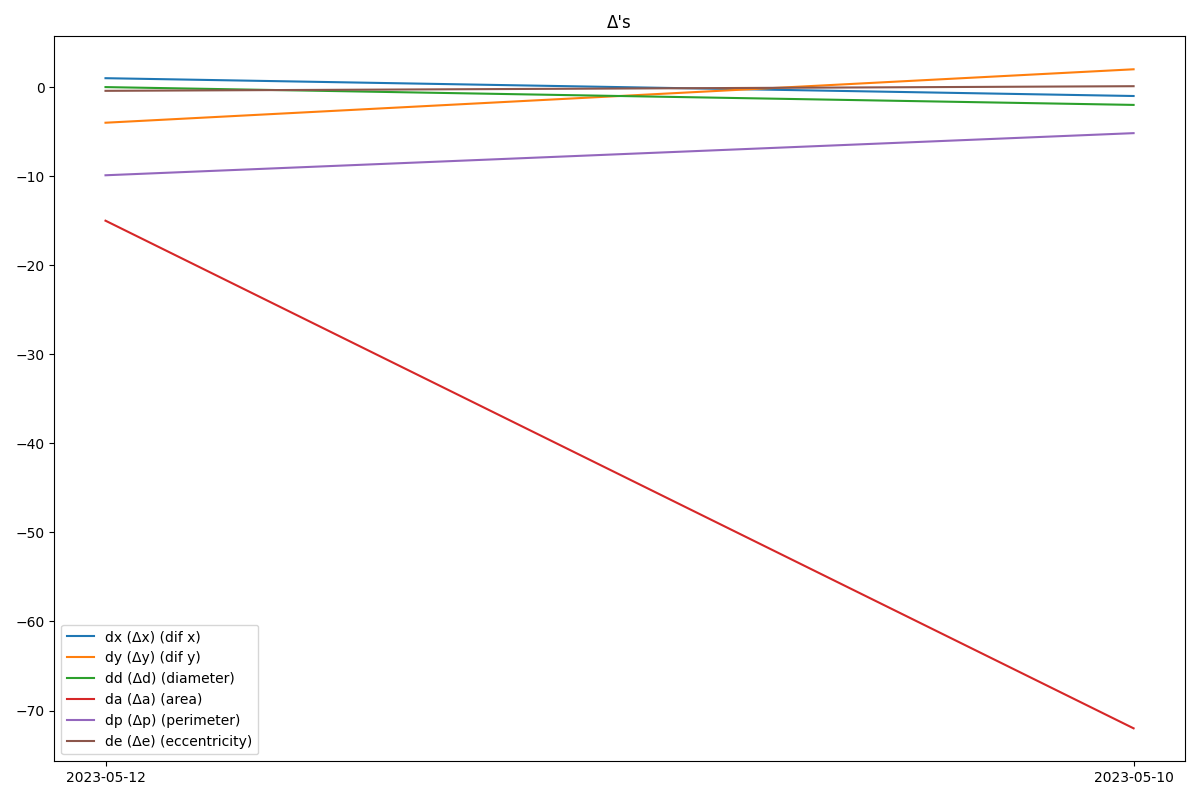 Δ's
0
−10
−20
−30
−40
−50
−60
−70
dx (Δx) (dif x)
dy (Δy) (dif y)
dd (Δd) (diameter)
da (Δa) (area)
dp (Δp) (perimeter)
de (Δe) (eccentricity)
2023-05-12
2023-05-10